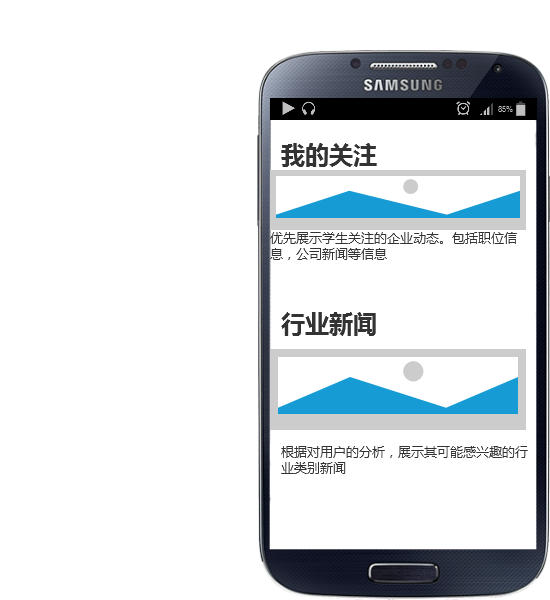 SAMSUNG
85%
我的关注
优先展示学生关注的企业动态。包括职位信
息，公司新闻等信息
行业新闻
根据对用户的分析，展示其可能感兴趣的行
业类别新闻